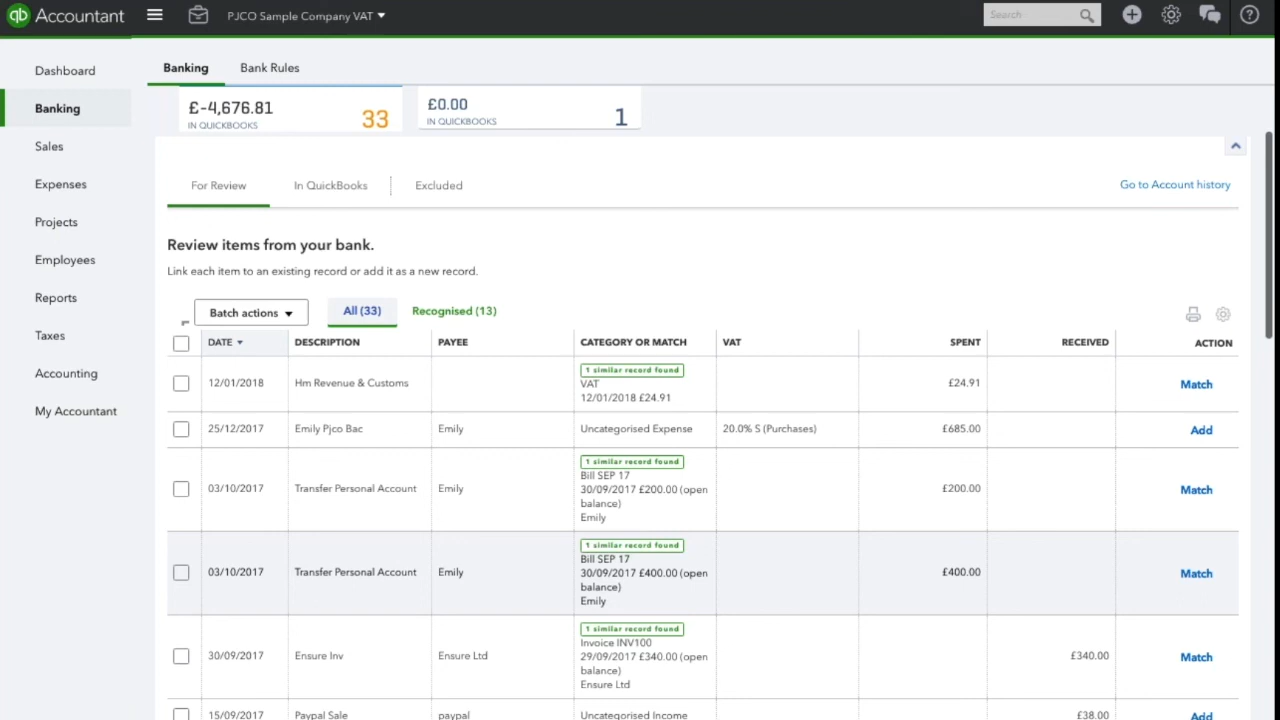 qb Accountant
PJCO Sample Company VAT
Search
?
Dashboard
Banking
Sales
Expenses
Projects
Employees
Reports
Taxes
Accounting
My Accountant
Banking Bank Rules
£-4,676.81
IN QUICKBOOKS
33
£0.00
IN QUICKBOOKS
1
For Review In QuickBooks Excluded
Go to Account history
Review items from your bank.
Link each item to an existing record or add it as a new record.
Batch actions All (33) Recognised (13)
DATE DESCRIPTION PAYEE CATEGORY OR MATCH VAT SPENT RECEIVED ACTION
12/01/2018 Hm Revenue & Customs
1 similar record found
VAT
12/01/2018 £24.91
£24.91 Match
25/12/2017 Emily Pjco Bac Emily Uncategorised Expense 20.0% S (Purchases) £685.00 Add
03/10/2017 Transfer Personal Account Emily
1 similar record found
Bill SEP 17
30/09/2017 £200.00 (open
balance)
Emily
£200.00 Match
03/10/2017 Transfer Personal Account Emily
1 similar record found
Bill SEP 17
30/09/2017 £400.00 (open
balance)
Emily
£400.00 Match
30/09/2017 Ensure Inv Ensure Ltd
1 similar record found
Invoice INV100
29/09/2017 £340.00 (open
balance)
Ensure Ltd
£340.00 Match
15/09/2017 Paypal Sale paypal Uncategorised Income £38.00 Add